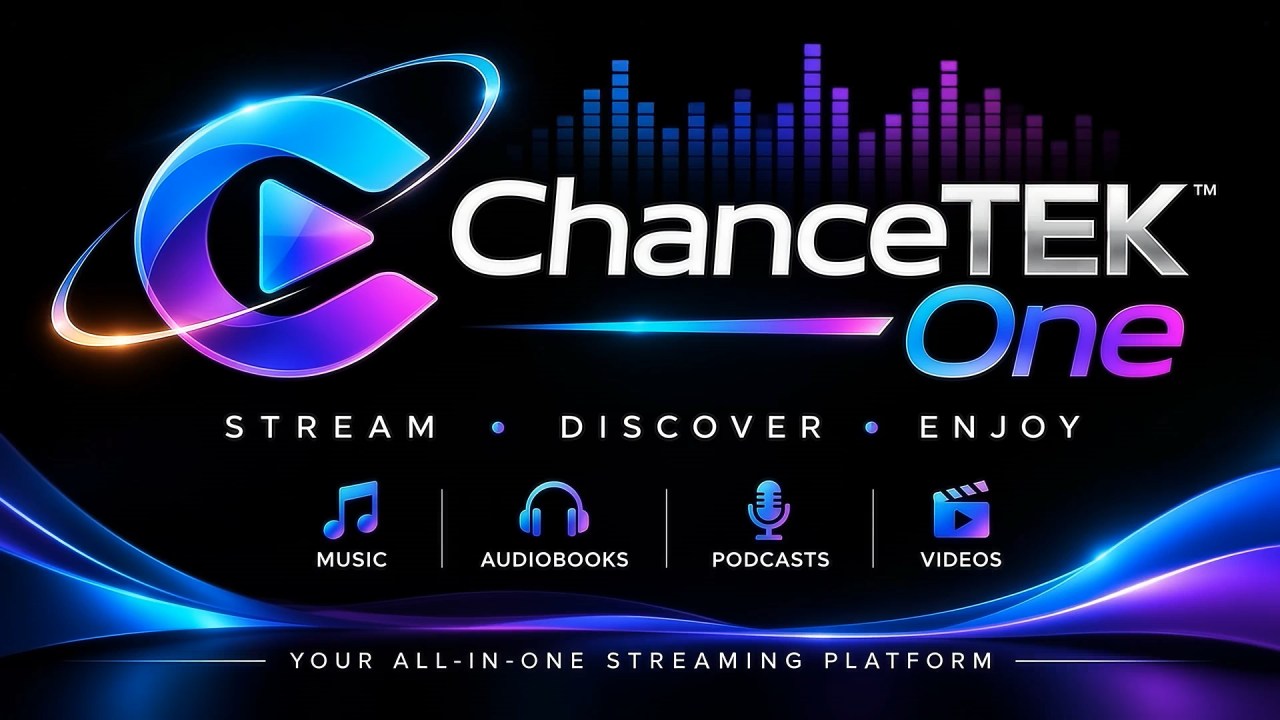 ChanceTEK™
One
STREAM • DISCOVER • ENJOY
MUSIC AUDIOBOOKS PODCASTS VIDEOS
YOUR ALL-IN-ONE STREAMING PLATFORM